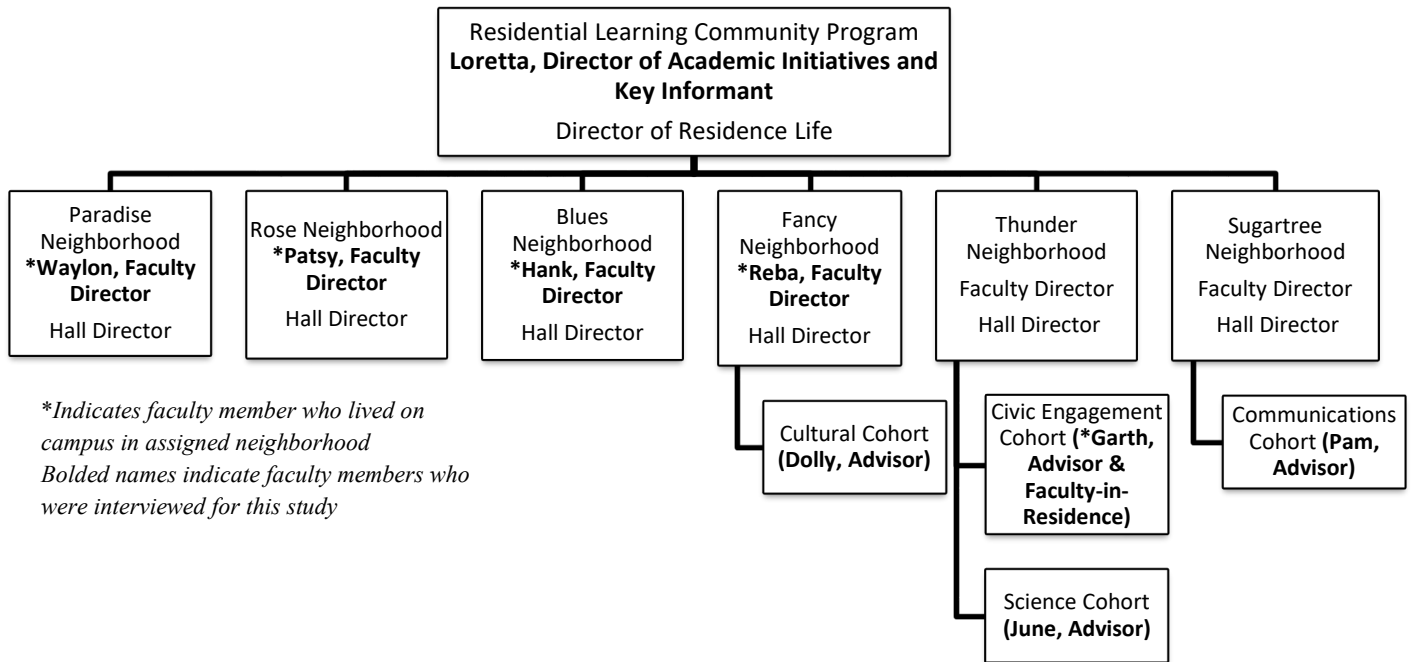 Residential Learning Community Program
Loretta, Director of Academic Initiatives and
Key Informant
Director of Residence Life
Paradise
Neighborhood
*Waylon, Faculty
Director
Hall Director
Rose Neighborhood
*Patsy, Faculty
Director
Hall Director
Blues
Neighborhood
*Hank, Faculty
Director
Hall Director
Fancy
Neighborhood
*Reba, Faculty
Director
Hall Director
Thunder
Neighborhood
Faculty Director
Hall Director
Sugartree
Neighborhood
Faculty Director
Hall Director
*Indicates faculty member who lived on
campus in assigned neighborhood
Bolded names indicate faculty members who
were interviewed for this study
Cultural Cohort
(Dolly, Advisor)
Civic Engagement
Cohort (*Garth,
Advisor &
Faculty-in-
Residence)
Communications
Cohort (Pam,
Advisor)
Science Cohort
(June, Advisor)